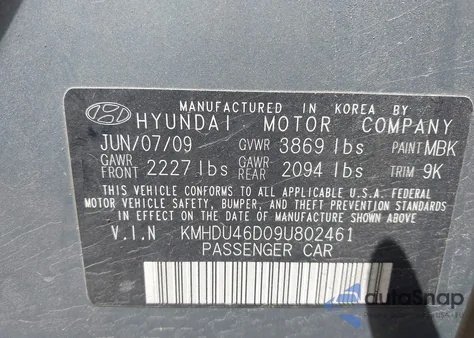 MANUFACTURED IN KOREA BY
HYUNDAI MOTOR COMPANY
JUN/07/09 GVWR 3869 lbs PAINT MBK
GAWR FRONT 2227 lbs GAWR REAR 2094 lbs TRIM 9K
THIS VEHICLE CONFORMS TO ALL APPLICABLE U.S.A. FEDERAL
MOTOR VEHICLE SAFETY, BUMPER, AND THEFT PREVENTION
STANDARDS IN EFFECT ON THE DATE OF MANUFACTURE SHOWN ABOVE.
V.I.N KMHDU46D09U802461
PASSENGER CAR
autoSnap